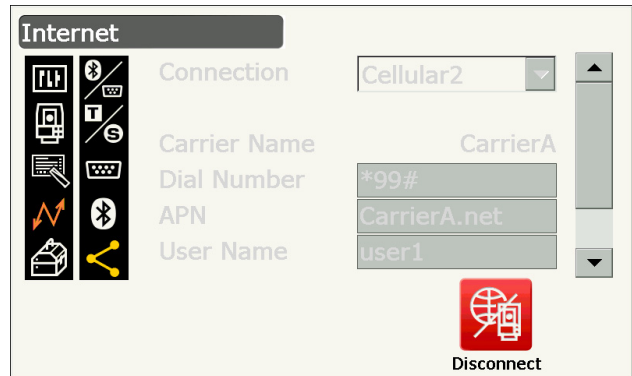 Internet
Connection Cellular2
T
S
Carrier Name CarrierA
Dial Number *99#
APN CarrierA.net
User Name user1
Disconnect